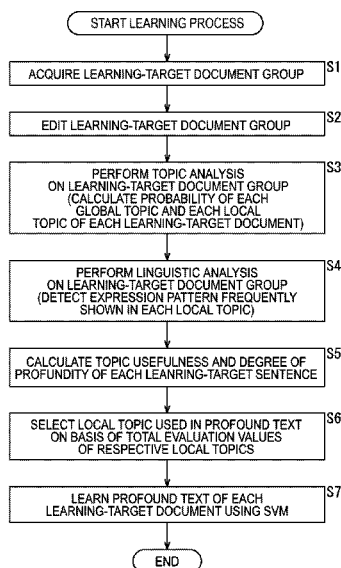 START LEARNING PROCESS
S1
ACQUIRE LEARNING-TARGET DOCUMENT GROUP
S2
EDIT LEARNING-TARGET DOCUMENT GROUP
S3
PERFORM TOPIC ANALYSIS
ON LEARNING-TARGET DOCUMENT GROUP
(CALCULATE PROBABILITY OF EACH
GLOBAL TOPIC AND EACH LOCAL
TOPIC OF EACH LEARNING-TARGET DOCUMENT)
S4
PERFORM LINGUISTIC ANALYSIS
ON LEARNING-TARGET DOCUMENT GROUP
(DETECT EXPRESSION PATTERN FREQUENTLY
SHOWN IN EACH LOCAL TOPIC)
S5
CALCULATE TOPIC USEFULNESS AND DEGREE OF
PROFUNDITY OF EACH LEANRING-TARGET SENTENCE
S6
SELECT LOCAL TOPIC USED IN PROFOUND TEXT
ON BASIS OF TOTAL EVALUATION VALUES
OF RESPECTIVE LOCAL TOPICS
S7
LEARN PROFOUND TEXT OF EACH
LEARNING-TARGET DOCUMENT USING SVM
END